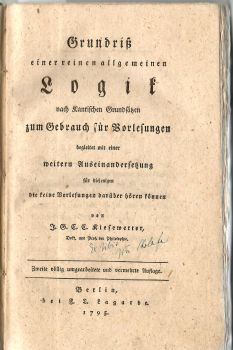 Grundriß
einer reinen allgemeinen
Logik
nach Kantischen Grundsätzen
zum Gebrauch für Vorlesungen
begleitet mit einer
weitern Auseinandersetzung
für diejenigen
die keine Vorlesungen darüber hören können
von
J. G. C. C. Kiesewetter,
Dokt. und Prof. der Philosophie.
Zweite völlig umgearbeitete und vermehrte Auflage.
Berlin,
bei F. T. Lagarde.
1795.